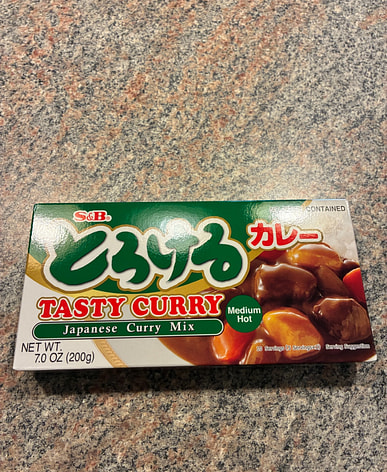 S&B®
CONTAINED
とろける
カレー
TASTY CURRY
Medium
Hot
Japanese Curry Mix
NET WT.
7.0 OZ (200g)
Serving Suggestion